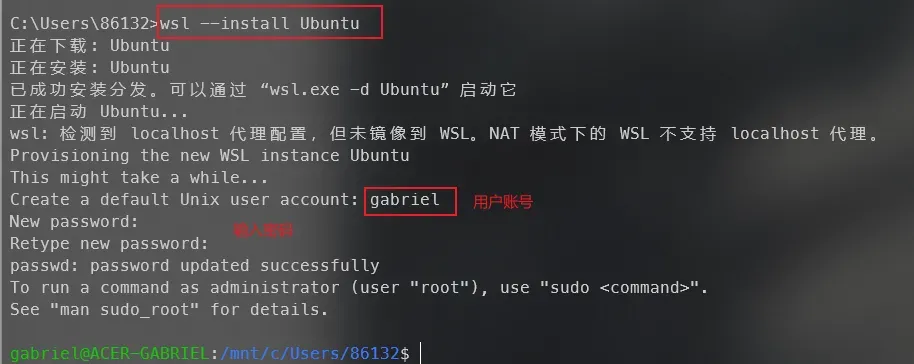 C:\Users\86132>wsl --install Ubuntu
正在下载: Ubuntu
正在安装: Ubuntu
已成功安装分发。可以通过 “wsl.exe -d Ubuntu” 启动它
正在启动 Ubuntu...
wsl: 检测到 localhost 代理配置，但未镜像到 WSL。NAT 模式下的 WSL 不支持 localhost 代理。
Provisioning the new WSL instance Ubuntu
This might take a while...
Create a default Unix user account: gabriel 用户账号
New password:
输入密码
Retype new password:
passwd: password updated successfully
To run a command as administrator (user "root"), use "sudo <command>".
See "man sudo_root" for details.
gabriel@ACER-GABRIEL:/mnt/c/Users/86132$